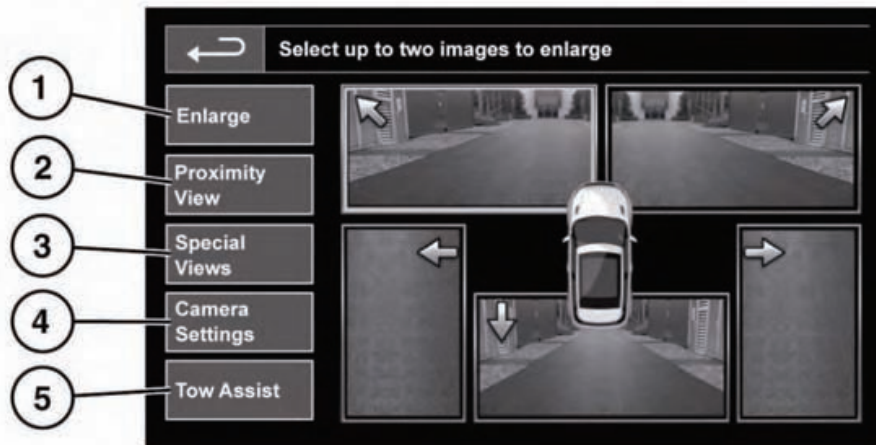 Select up to two images to enlarge
1
Enlarge
2
Proximity
View
3
Special
Views
4
Camera
Settings
5
Tow Assist